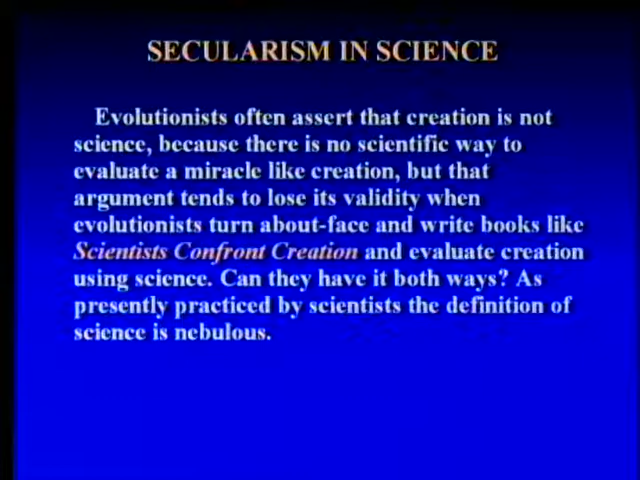 SECULARISM IN SCIENCE
Evolutionists often assert that creation is not
science, because there is no scientific way to
evaluate a miracle like creation, but that
argument tends to lose its validity when
evolutionists turn about-face and write books like
Scientists Confront Creation and evaluate creation
using science. Can they have it both ways? As
presently practiced by scientists the definition of
science is nebulous.